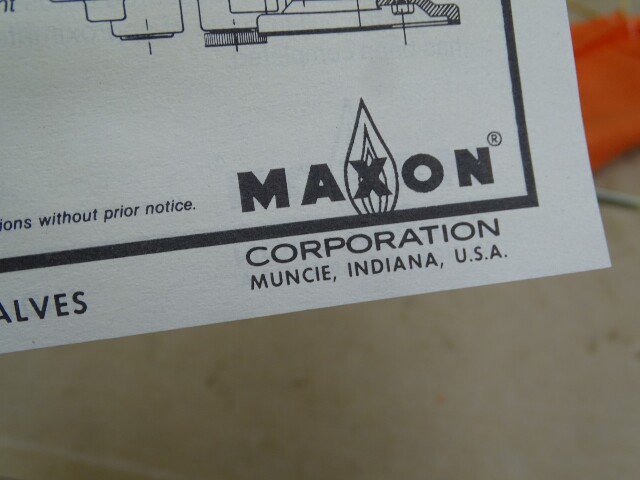 ions without prior notice.
MAXON®
CORPORATION
MUNCIE, INDIANA, U.S.A.
ALVES